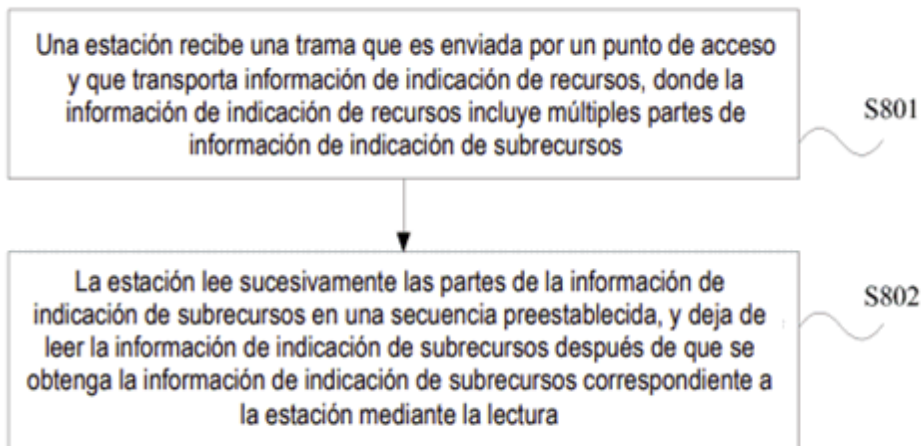 Una estación recibe una trama que es enviada por un punto de acceso
y que transporta información de indicación de recursos, donde la
información de indicación de recursos incluye múltiples partes de
información de indicación de subrecursos
S801
La estación lee sucesivamente las partes de la información de
indicación de subrecursos en una secuencia preestablecida, y deja de
leer la información de indicación de subrecursos después de que se
obtenga la información de indicación de subrecursos correspondiente a
la estación mediante la lectura
S802